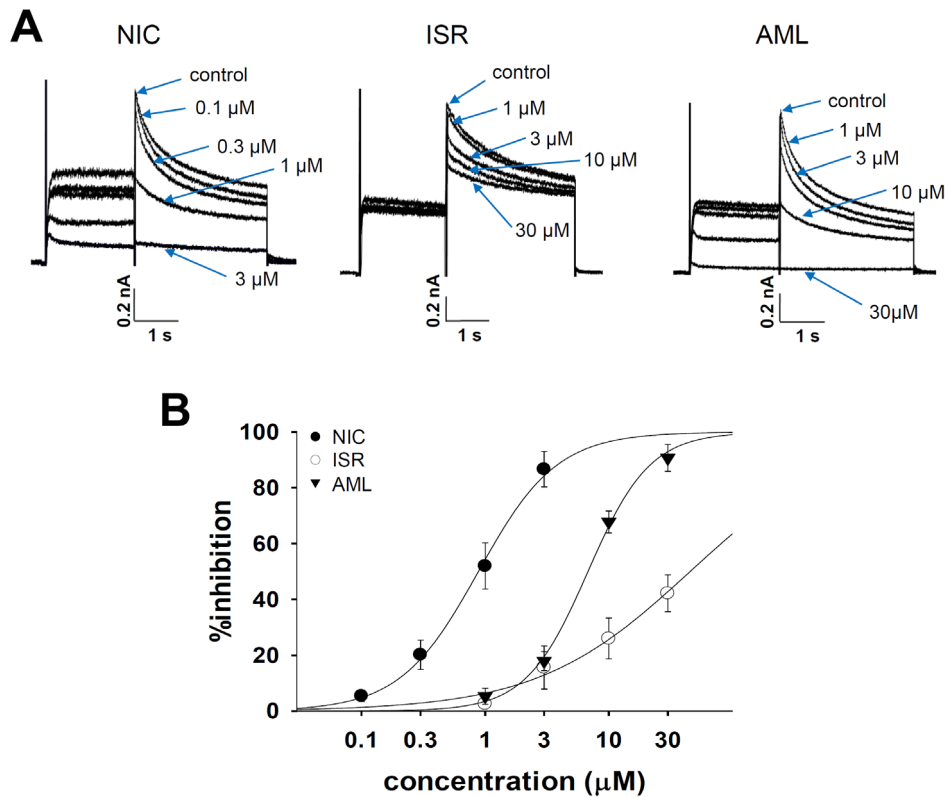 A
NIC
ISR
AML
control
0.1 µM
0.3 µM
1 µM
3 µM
0.2 nA
1 s
control
1 µM
3 µM
10 µM
30 µM
0.2 nA
1 s
control
1 µM
3 µM
10 µM
30µM
0.2 nA
1 s
B
NIC
ISR
AML
%inhibition
100
80
60
40
20
0
0.1 0.3 1 3 10 30
concentration (µM)